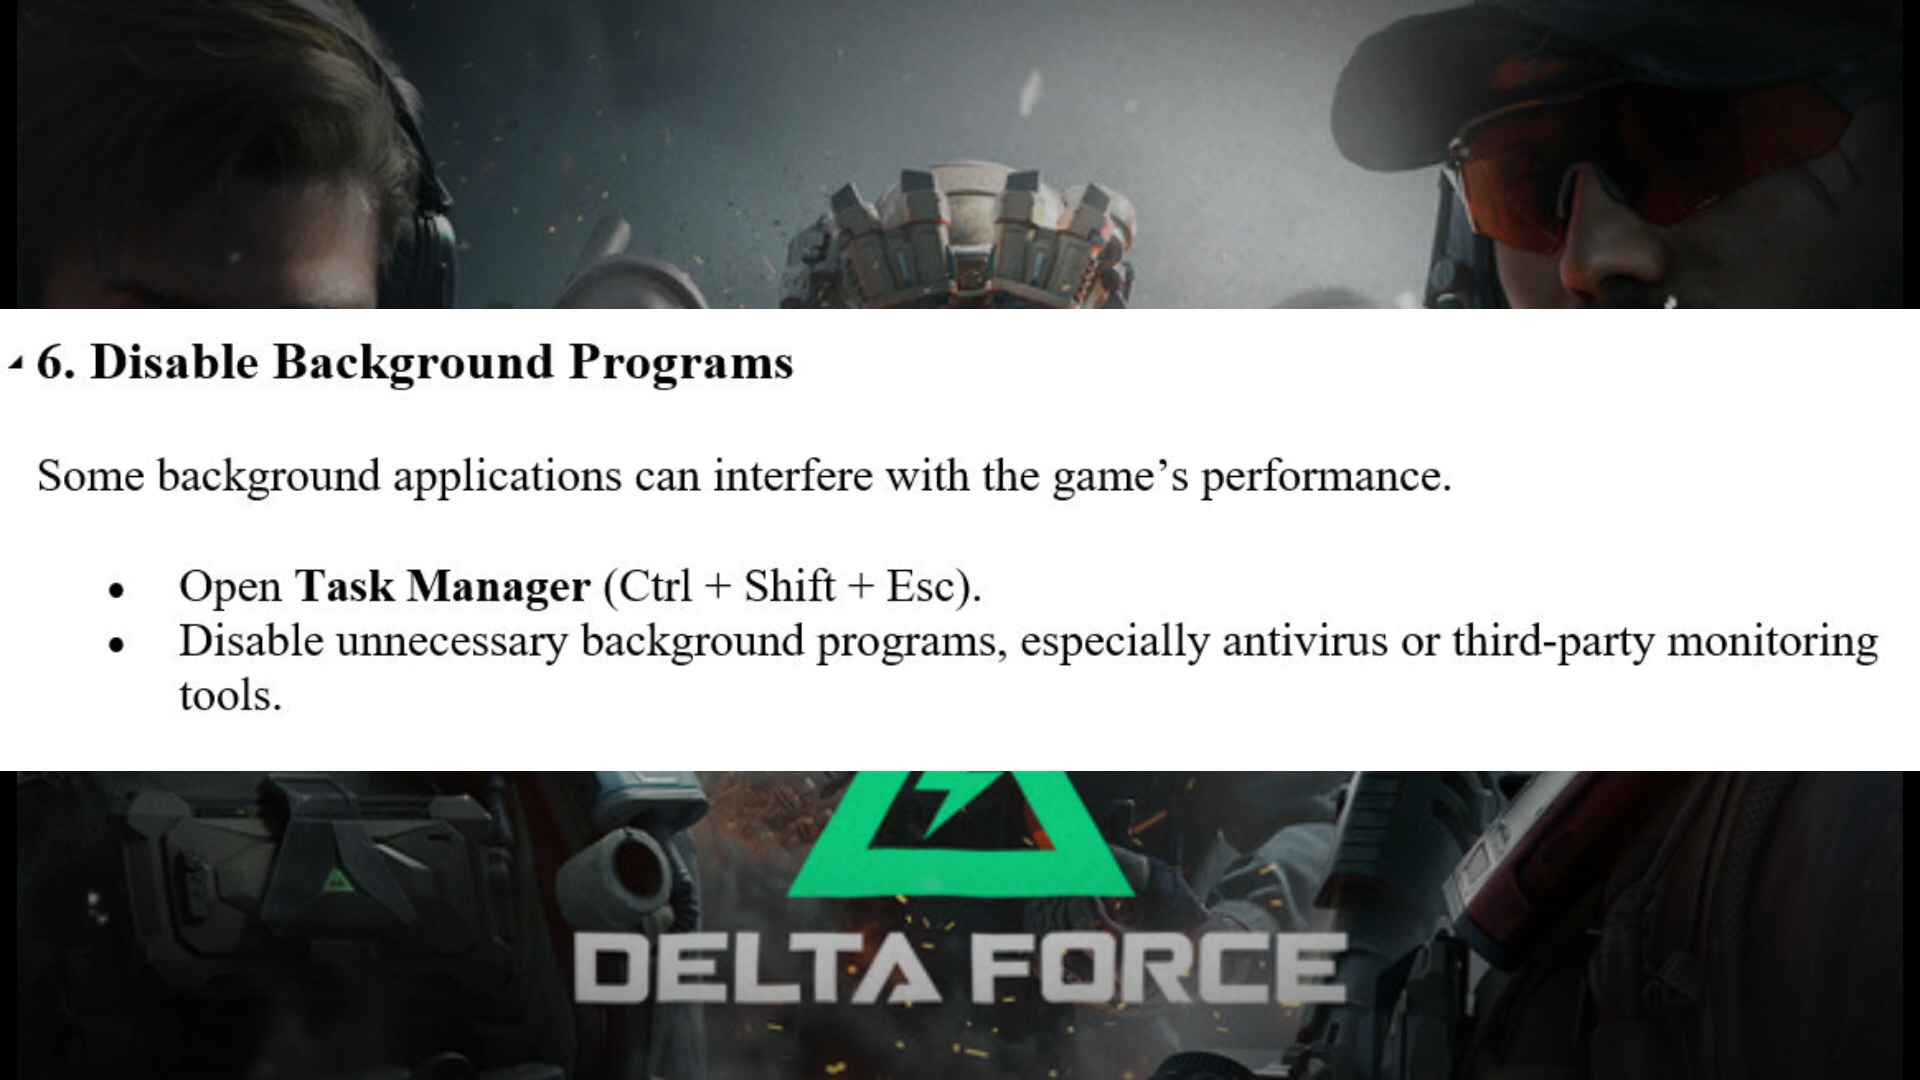 6. Disable Background Programs
Some background applications can interfere with the game’s performance.
• Open Task Manager (Ctrl + Shift + Esc).
• Disable unnecessary background programs, especially antivirus or third-party monitoring
tools.
DELTA FORCE